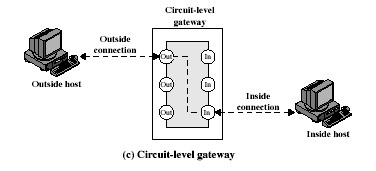 Circuit-level
gateway
Outside
connection
Out
In
Outside host
Out
In
Inside
connection
Out
In
Inside host
(c) Circuit-level gateway